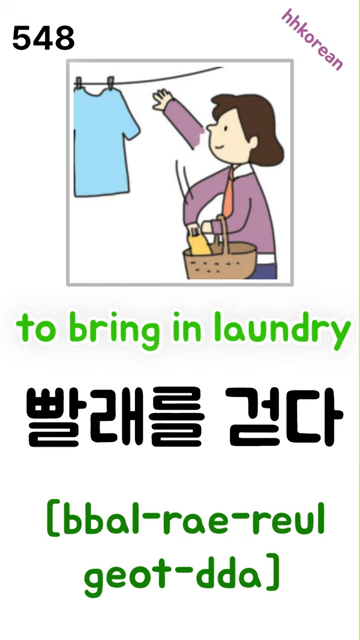 548
hhkorean
to bring in laundry
빨래를 걷다
[bbal-rae-reul
geot-dda]